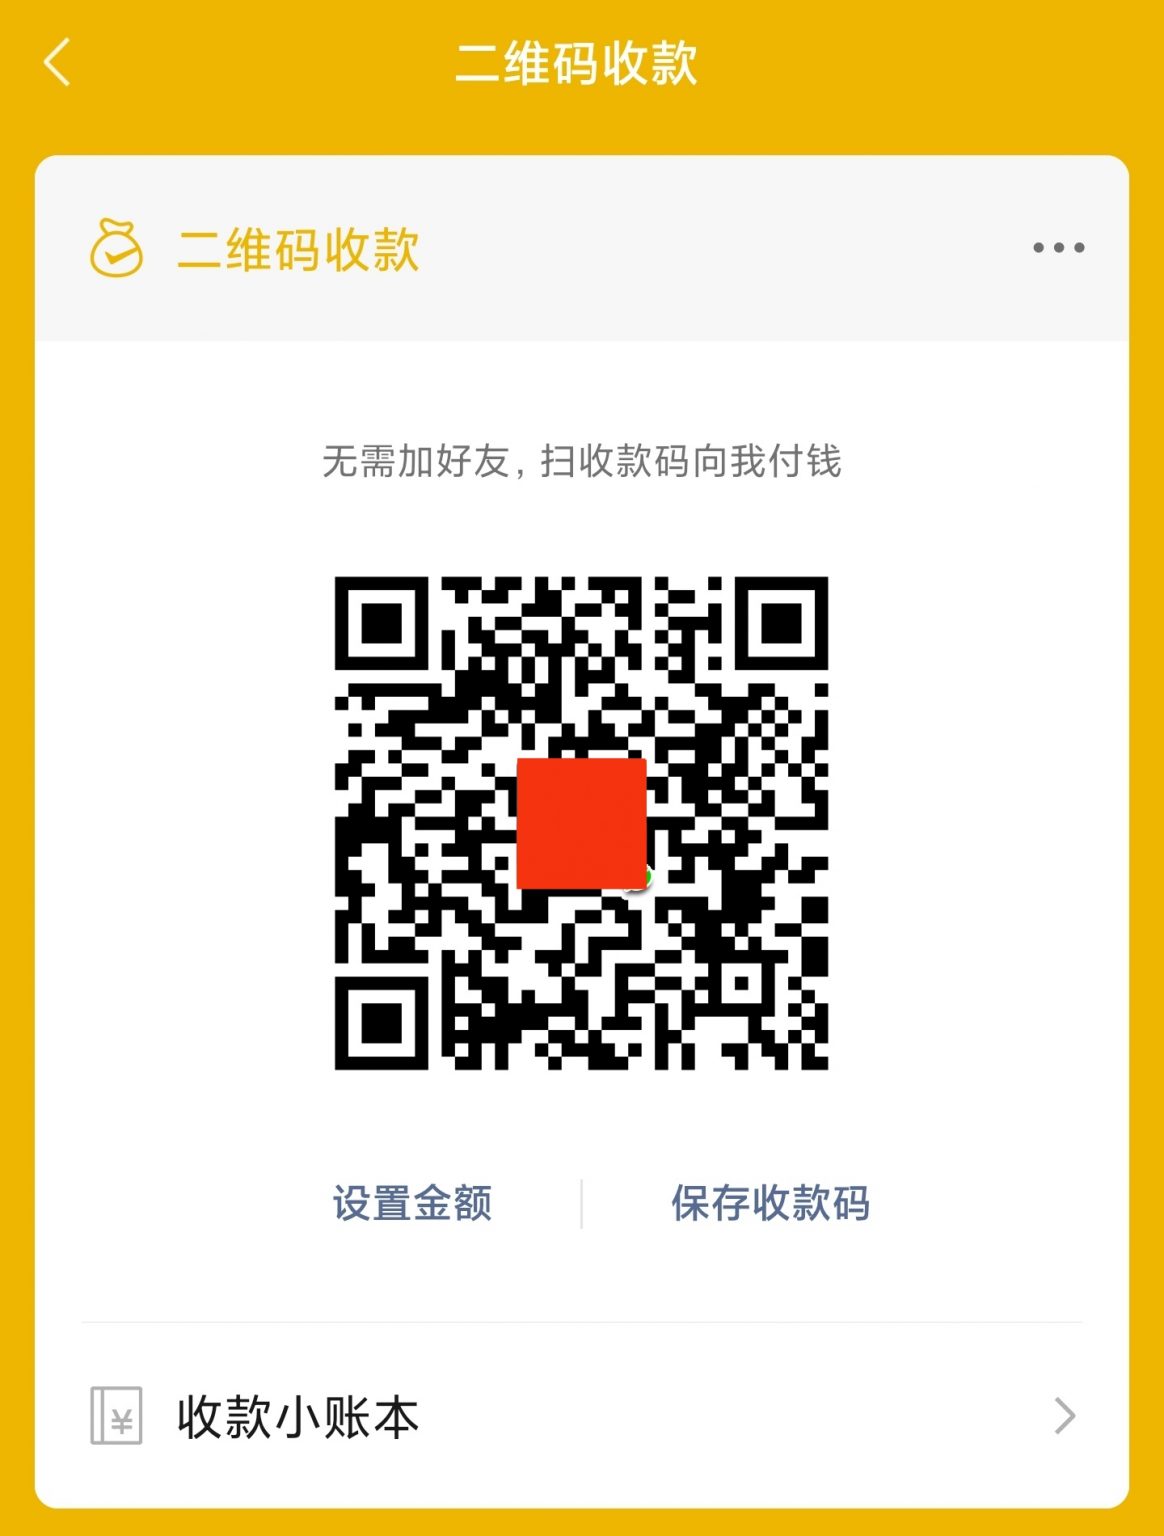 二维码收款
二维码收款
无需加好友，扫收款码向我付钱
设置金额
保存收款码
¥
收款小账本